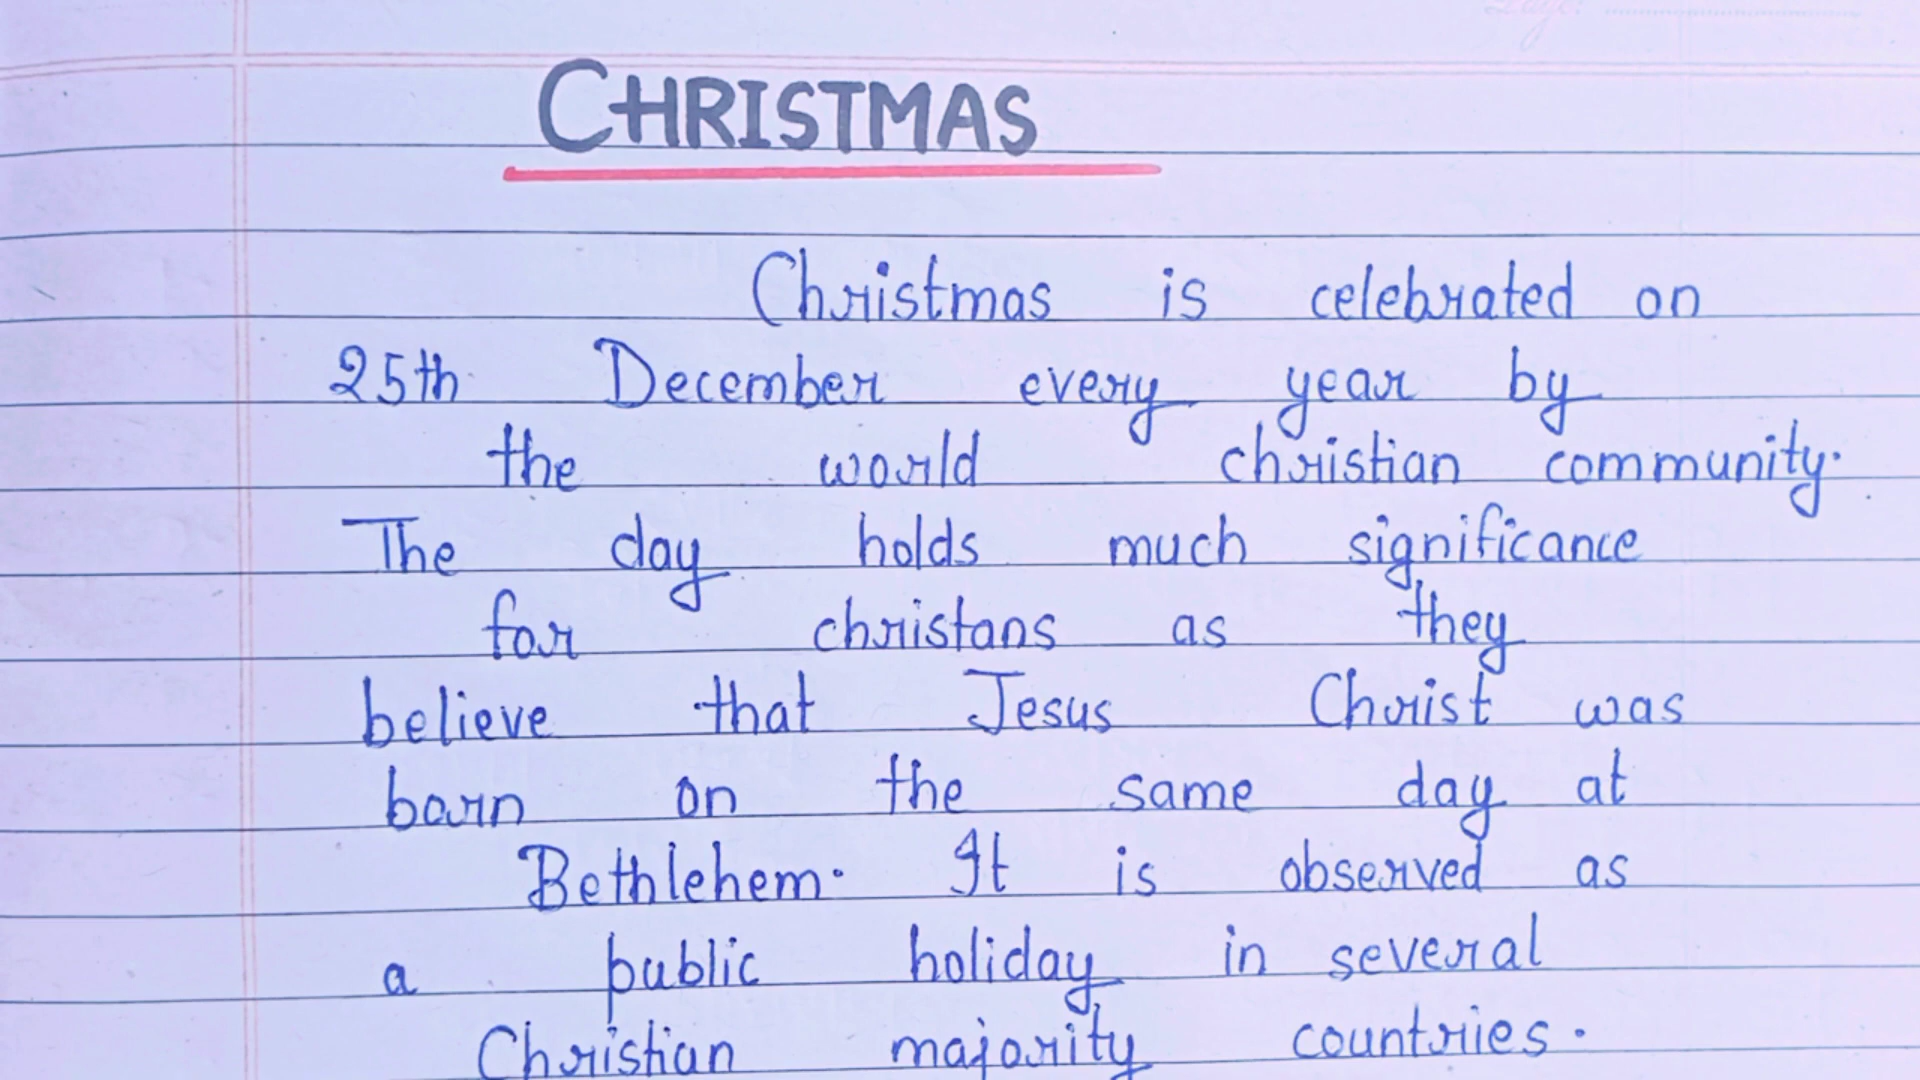 CHRISTMAS
Christmas is celebrated on
25th December every year by
the world christian community.
The day holds much significance
for christans as they
believe that Jesus Christ was
born on the same day at
Bethlehem. It is observed as
a public holiday in several
Christian majority countries.